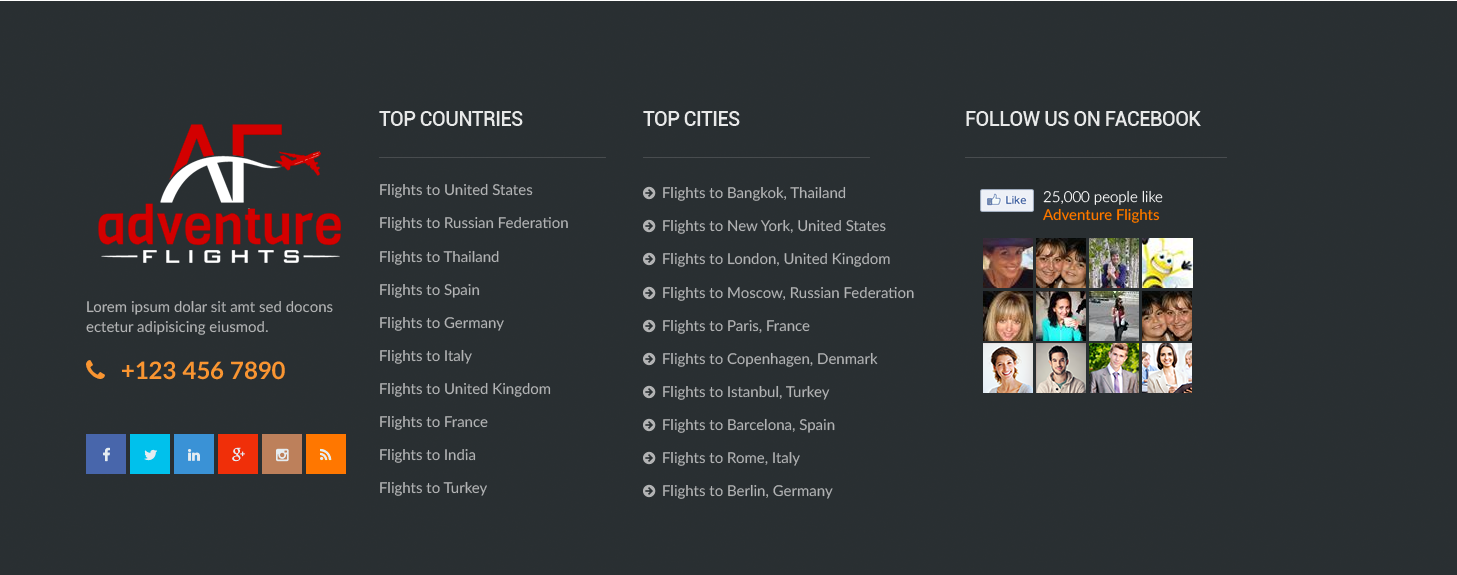 AF
adventure
FLIGHTS
Lorem ipsum dolar sit amt sed docons
ectetur adipisicing eiusmod.
+123 456 7890
f
in
g+
TOP COUNTRIES
Flights to United States
Flights to Russian Federation
Flights to Thailand
Flights to Spain
Flights to Germany
Flights to Italy
Flights to United Kingdom
Flights to France
Flights to India
Flights to Turkey
TOP CITIES
Flights to Bangkok, Thailand
Flights to New York, United States
Flights to London, United Kingdom
Flights to Moscow, Russian Federation
Flights to Paris, France
Flights to Copenhagen, Denmark
Flights to Istanbul, Turkey
Flights to Barcelona, Spain
Flights to Rome, Italy
Flights to Berlin, Germany
FOLLOW US ON FACEBOOK
Like
25,000 people like
Adventure Flights